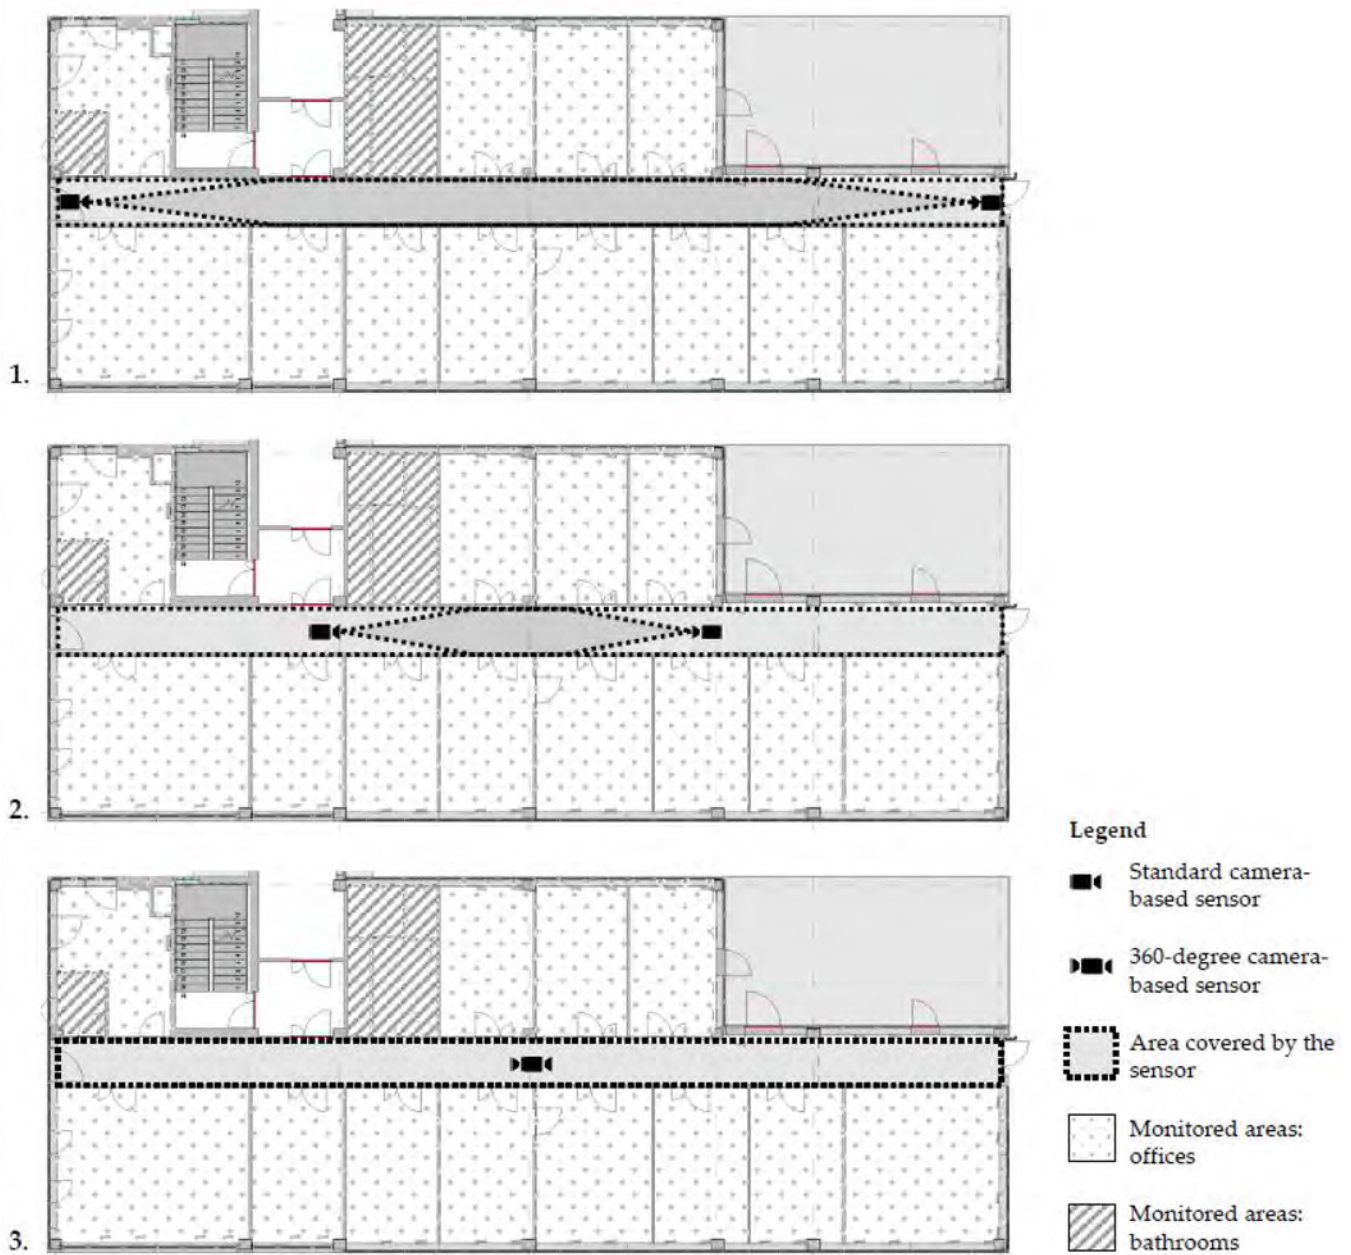 1.
2.
3.
Legend
Standard camera-
based sensor
360-degree camera-
based sensor
Area covered by the
sensor
Monitored areas:
offices
Monitored areas:
bathrooms